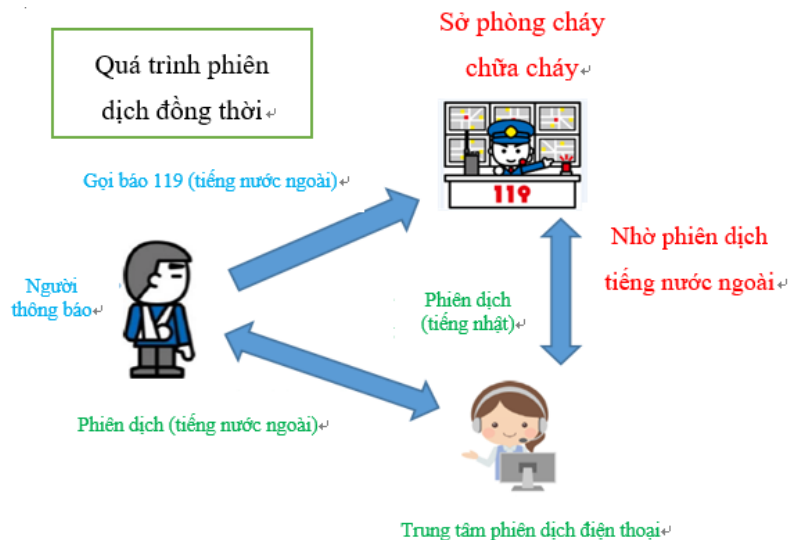 Quá trình phiên
dịch đồng thời↵
Sở phòng cháy
chữa cháy↵
Gọi báo 119 (tiếng nước ngoài)↵
119
Người
thông báo↵
Nhờ phiên dịch
tiếng nước ngoài↵
Phiên dịch
(tiếng nhật)↵
Phiên dịch (tiếng nước ngoài)↵
Trung tâm phiên dịch điện thoại↵